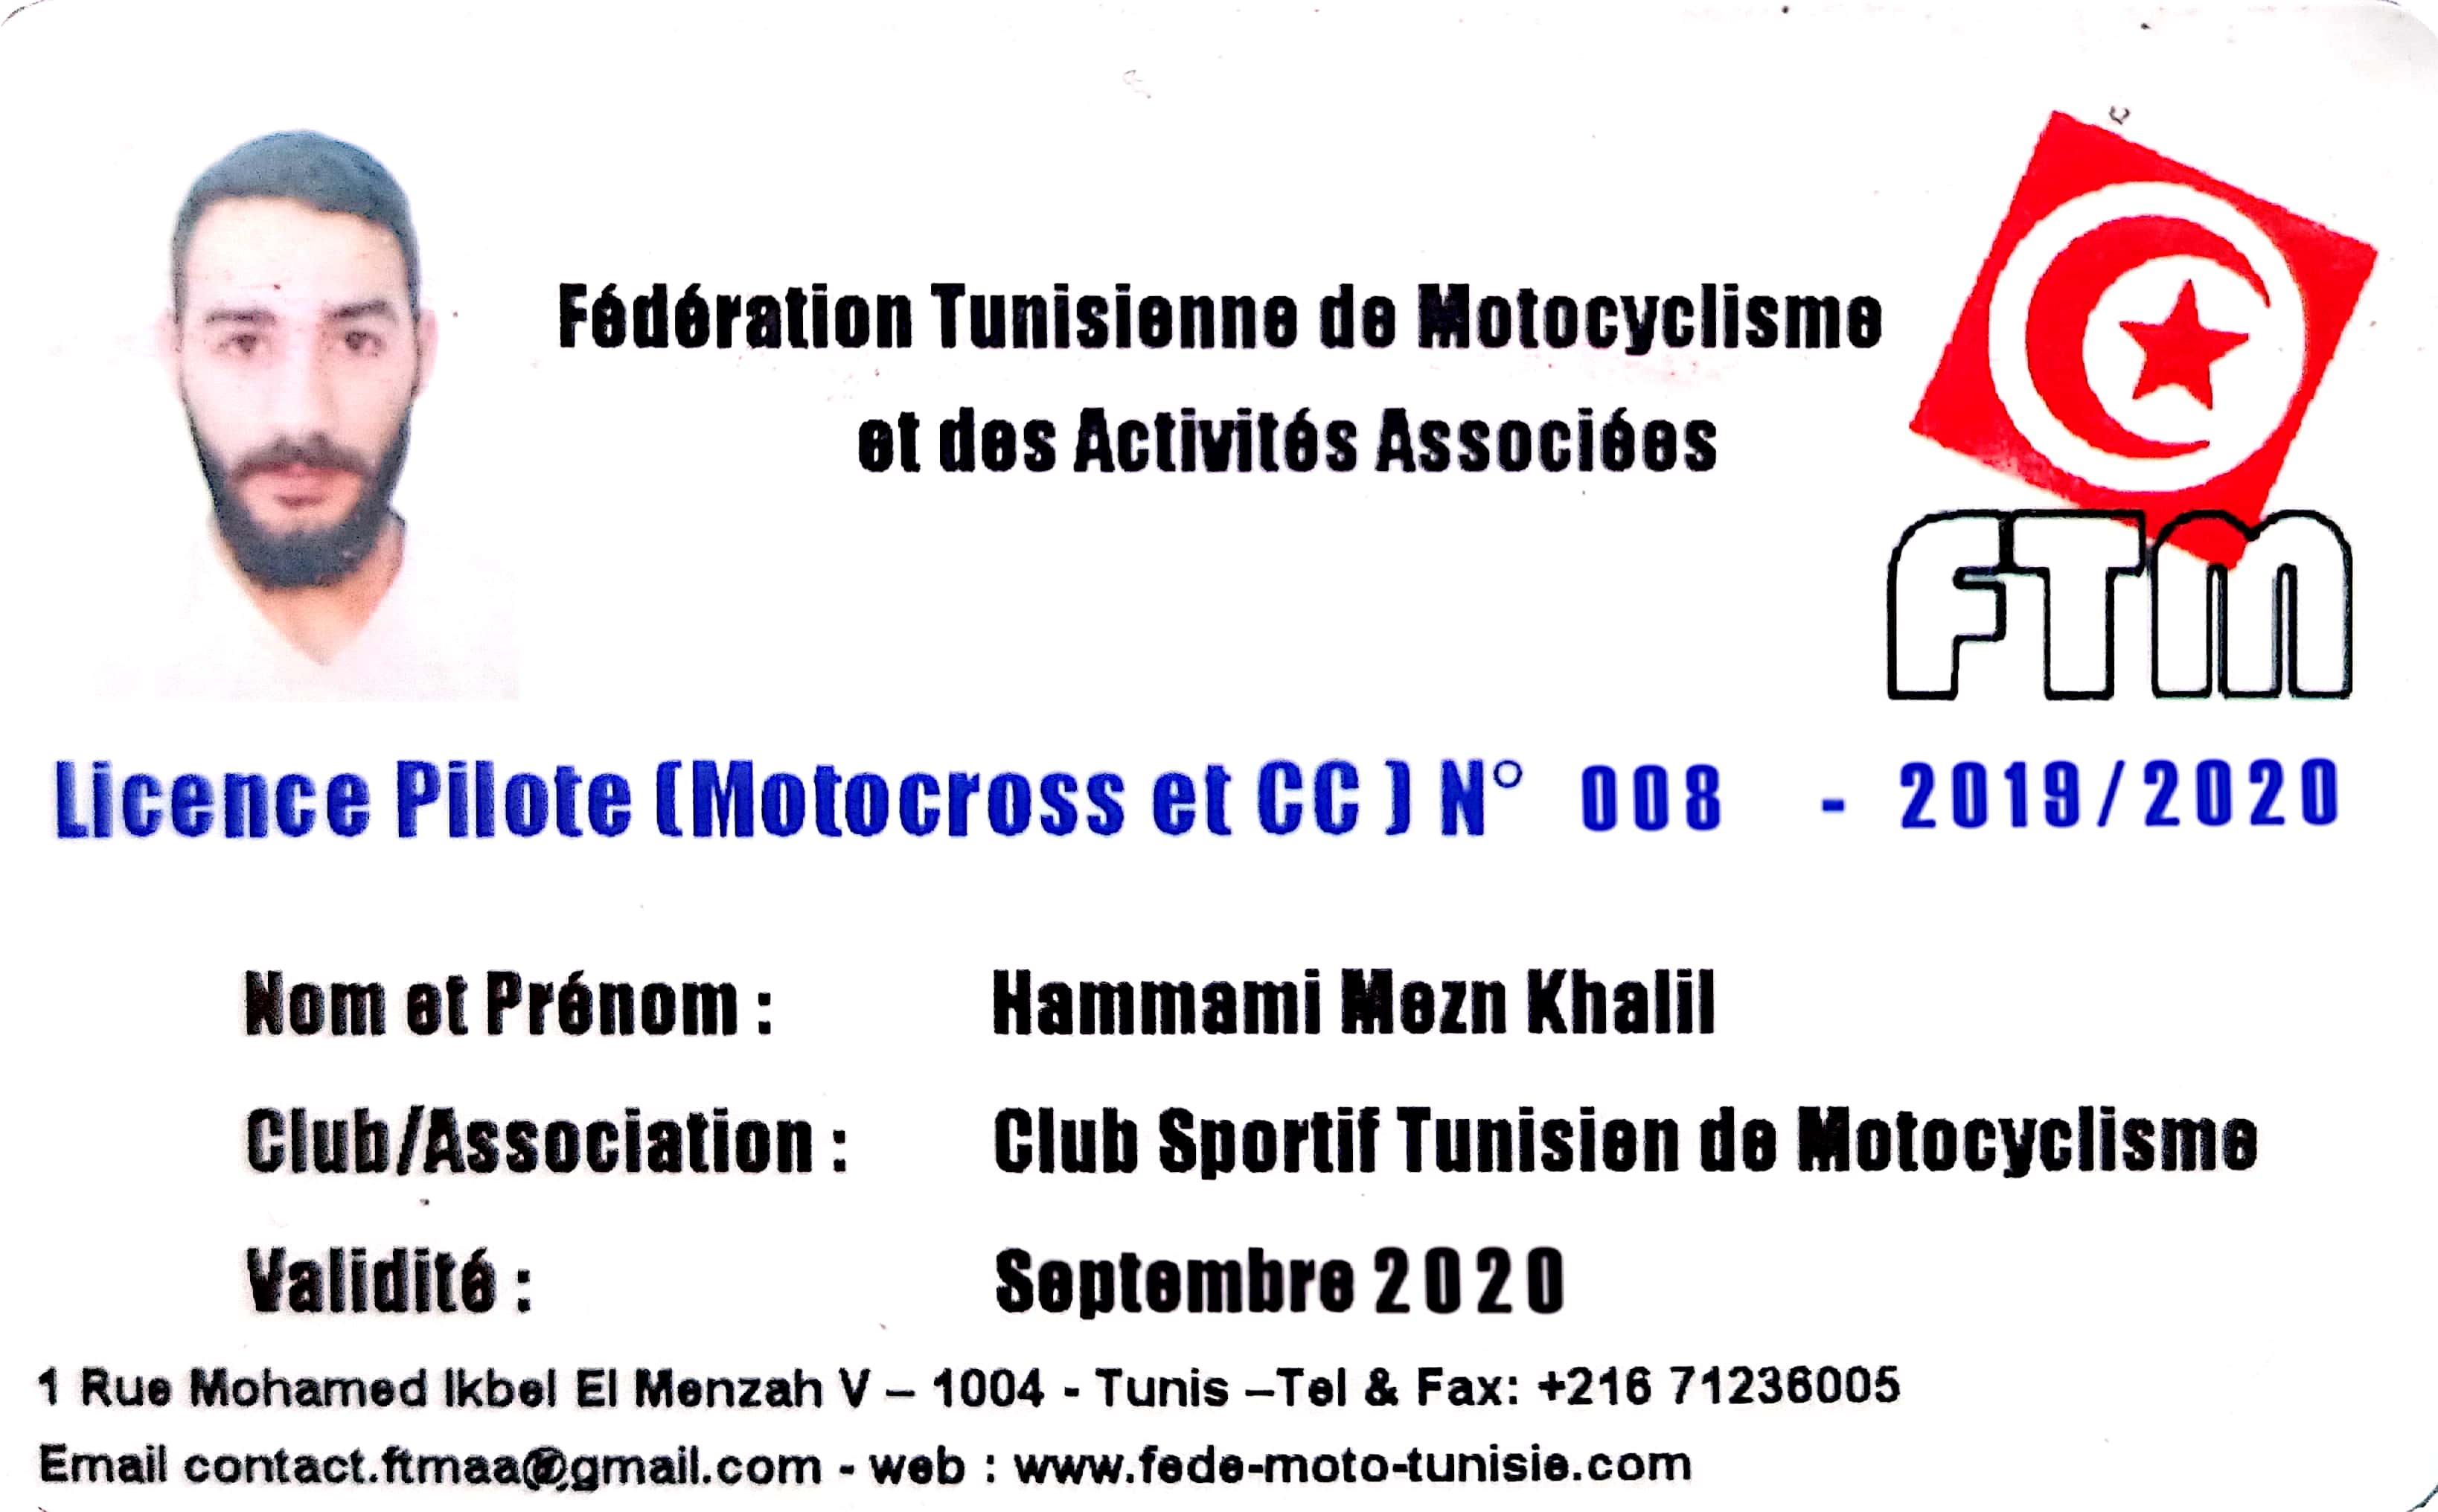 Fédération Tunisienne de Motocyclisme
et des Activités Associées
FTM
Licence Pilote (Motocross et CC ) N° 008 - 2019/2020
Nom et Prénom : Hammami Mezn Khalil
Club/Association : Club Sportif Tunisien de Motocyclisme
Validité : Septembre 2020
1 Rue Mohamed Ikbel El Menzah V – 1004 - Tunis –Tel & Fax: +216 71236005
Email contact.ftmaa@gmail.com - web : www.fede-moto-tunisie.com